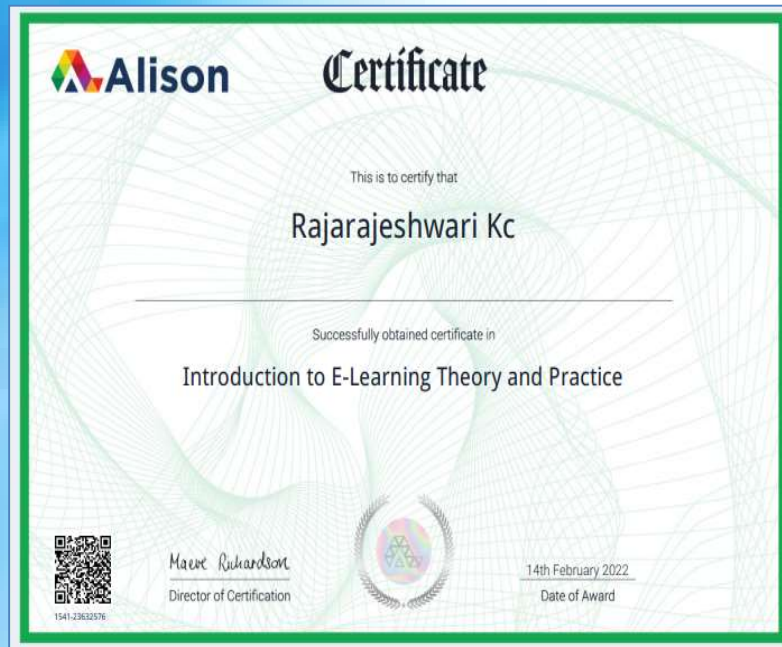 Alison
Certificate
This is to certify that
Rajarajeshwari Kc
Successfully obtained certificate in
Introduction to E-Learning Theory and Practice
Maeve Richardson
Director of Certification
14th February 2022
Date of Award
1541-23632576